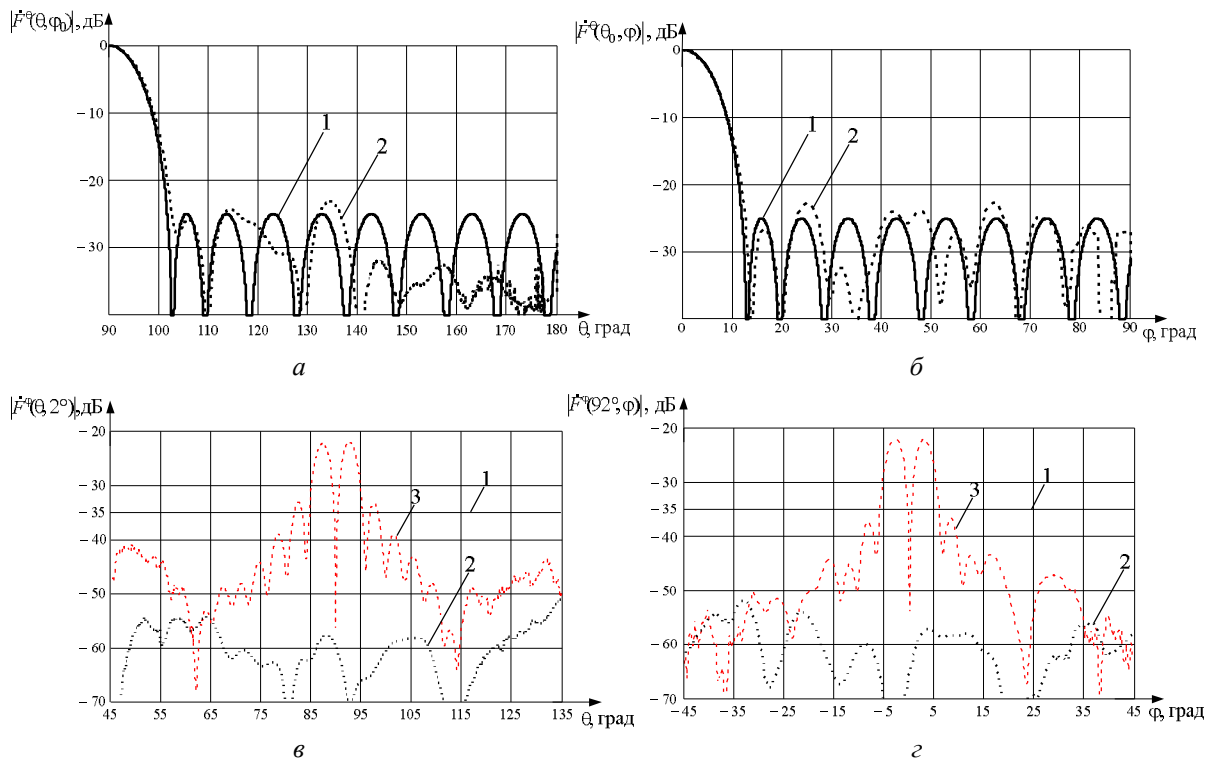 |Ḟ^θ(θ,φ₀)|, дБ
0
−10
−20
−30
1
2
90 100 110 120 130 140 150 160 170 180
θ, град
а
|Ḟ^θ(θ₀,φ)|, дБ
0
−10
−20
−30
1
2
0 10 20 30 40 50 60 70 80 90
φ, град
б
|Ḟ^φ(θ,2°)|, дБ
−20
−30
−35
−40
−50
−60
−70
1
3
2
45 55 65 75 85 95 105 115 125 135
θ, град
в
|Ḟ^φ(92°,φ)|, дБ
−20
−30
−35
−40
−50
−60
−70
1
3
2
−45 −35 −25 −15 −5 5 15 25 35 45
φ, град
г